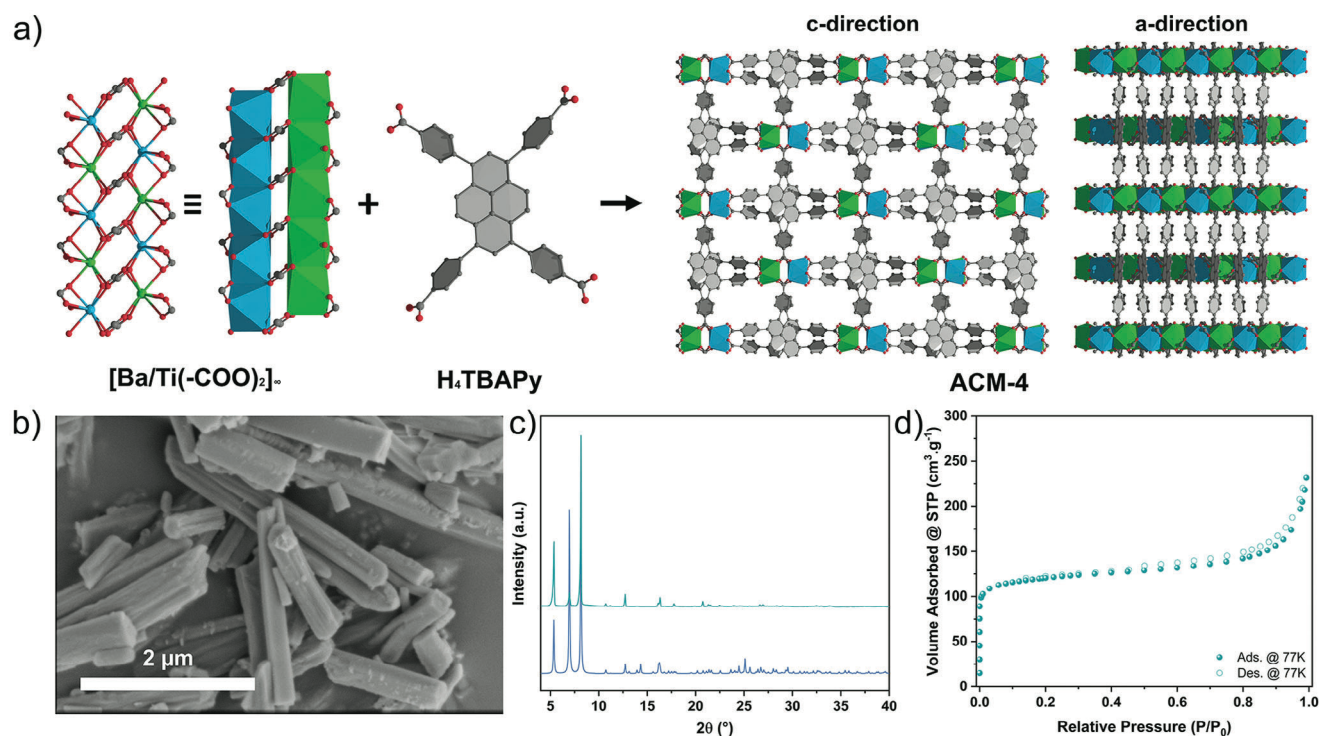 a)
c-direction
a-direction
≡
+
[Ba/Ti(-COO)₂]∞
H₄TBAPy
ACM-4
b)
2 µm
c)
Intensity (a.u.)
5 10 15 20 25 30 35 40
2θ (°)
d)
Volume Adsorbed @ STP (cm³.g⁻¹)
300
250
200
150
100
50
0
Ads. @ 77K
Des. @ 77K
0.0 0.2 0.4 0.6 0.8 1.0
Relative Pressure (P/P₀)